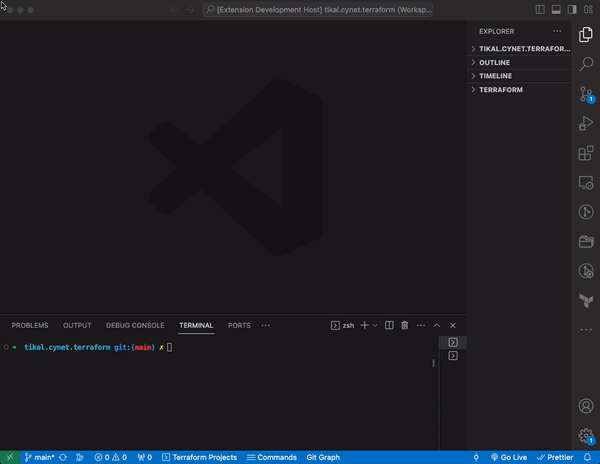 [Extension Development Host] tikal.cynet.terraform (Worksp...
EXPLORER
TIKAL.CYNET.TERRAFOR...
OUTLINE
TIMELINE
TERRAFORM
1
PROBLEMS OUTPUT DEBUG CONSOLE TERMINAL PORTS ... zsh
→ tikal.cynet.terraform git:(main) ✗
1
main* 0 0 0 Terraform Projects Commands Git Graph Go Live Prettier